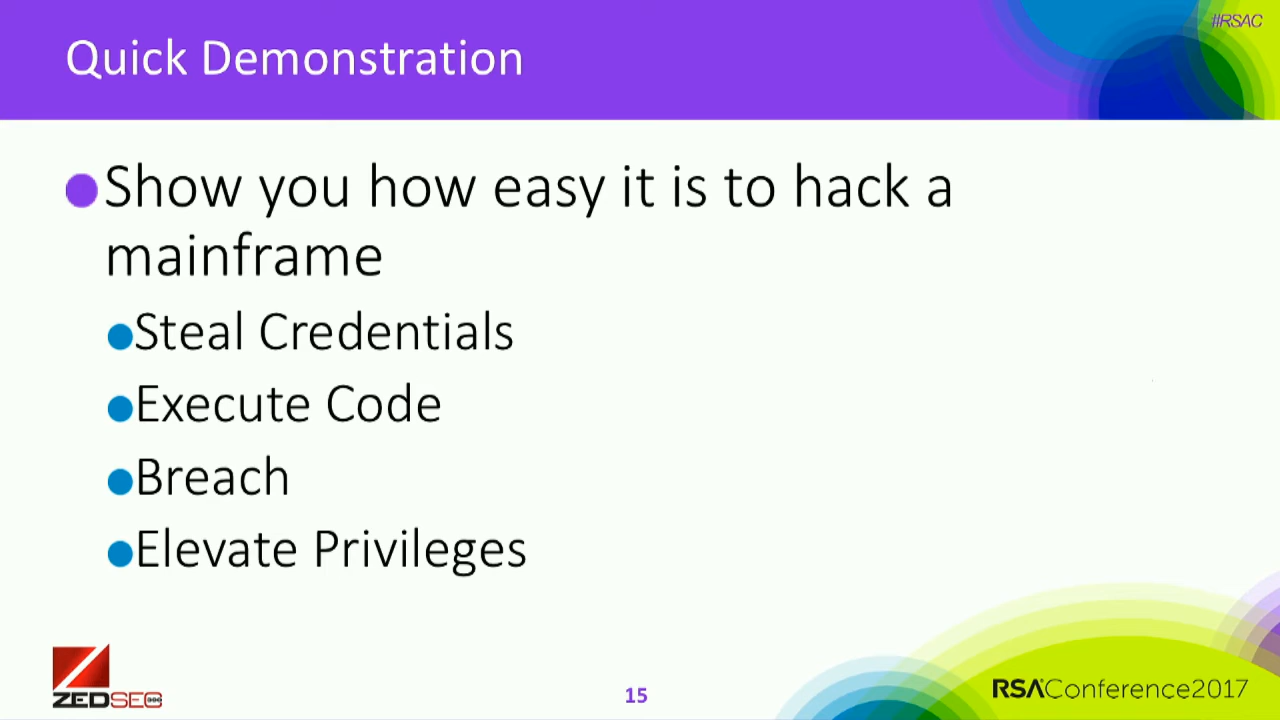 #RSAC
Quick Demonstration
Show you how easy it is to hack a
mainframe
Steal Credentials
Execute Code
Breach
Elevate Privileges
ZEDSEC 390
15
RSAConference2017